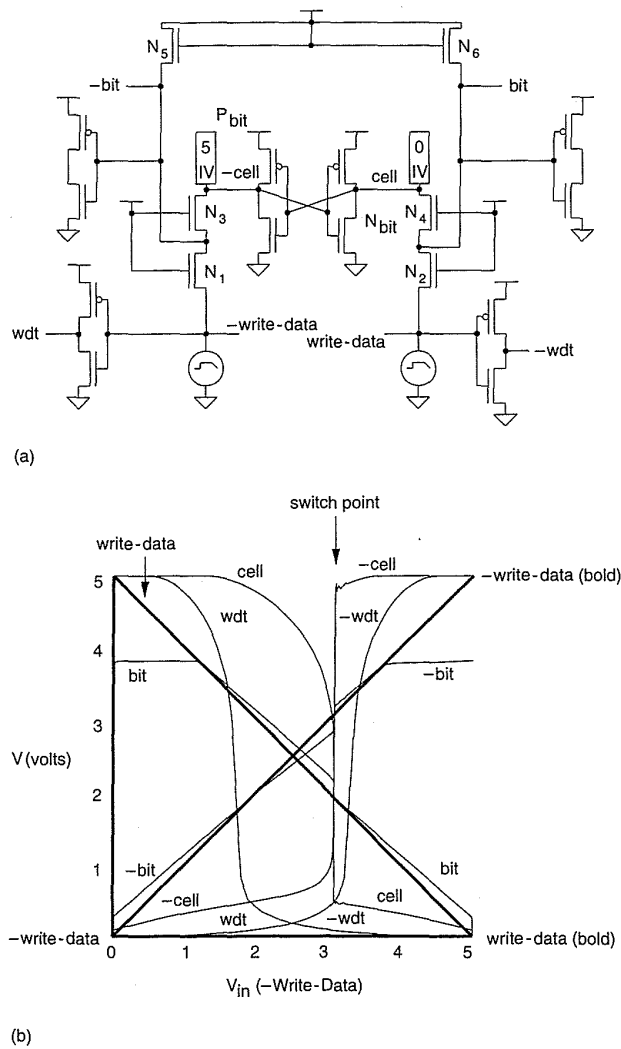 N5
N6
−bit
bit
Pbit
5
IV
−cell
cell
0
IV
N3
Nbit
N4
N1
N2
wdt
−write-data
write-data
−wdt
(a)
switch point
write-data
cell
−cell
−write-data (bold)
5
wdt
−wdt
4
bit
−bit
3
V (volts)
2
1
−bit
bit
−cell
cell
wdt
−wdt
−write-data
write-data (bold)
0
1
2
3
4
5
Vin (−Write-Data)
(b)